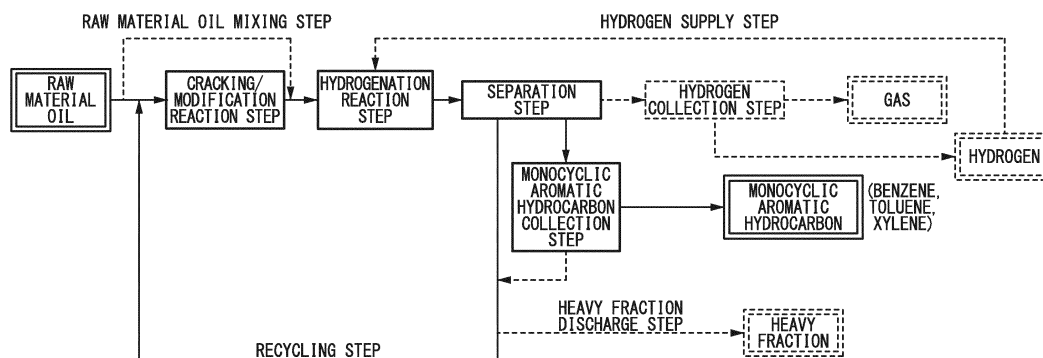 RAW MATERIAL OIL MIXING STEP
HYDROGEN SUPPLY STEP
RAW
MATERIAL
OIL
CRACKING/
MODIFICATION
REACTION STEP
HYDROGENATION
REACTION
STEP
SEPARATION
STEP
HYDROGEN
COLLECTION STEP
GAS
HYDROGEN
MONOCYCLIC
AROMATIC
HYDROCARBON
COLLECTION
STEP
MONOCYCLIC
AROMATIC
HYDROCARBON
(BENZENE,
TOLUENE,
XYLENE)
HEAVY FRACTION
DISCHARGE STEP
HEAVY
FRACTION
RECYCLING STEP